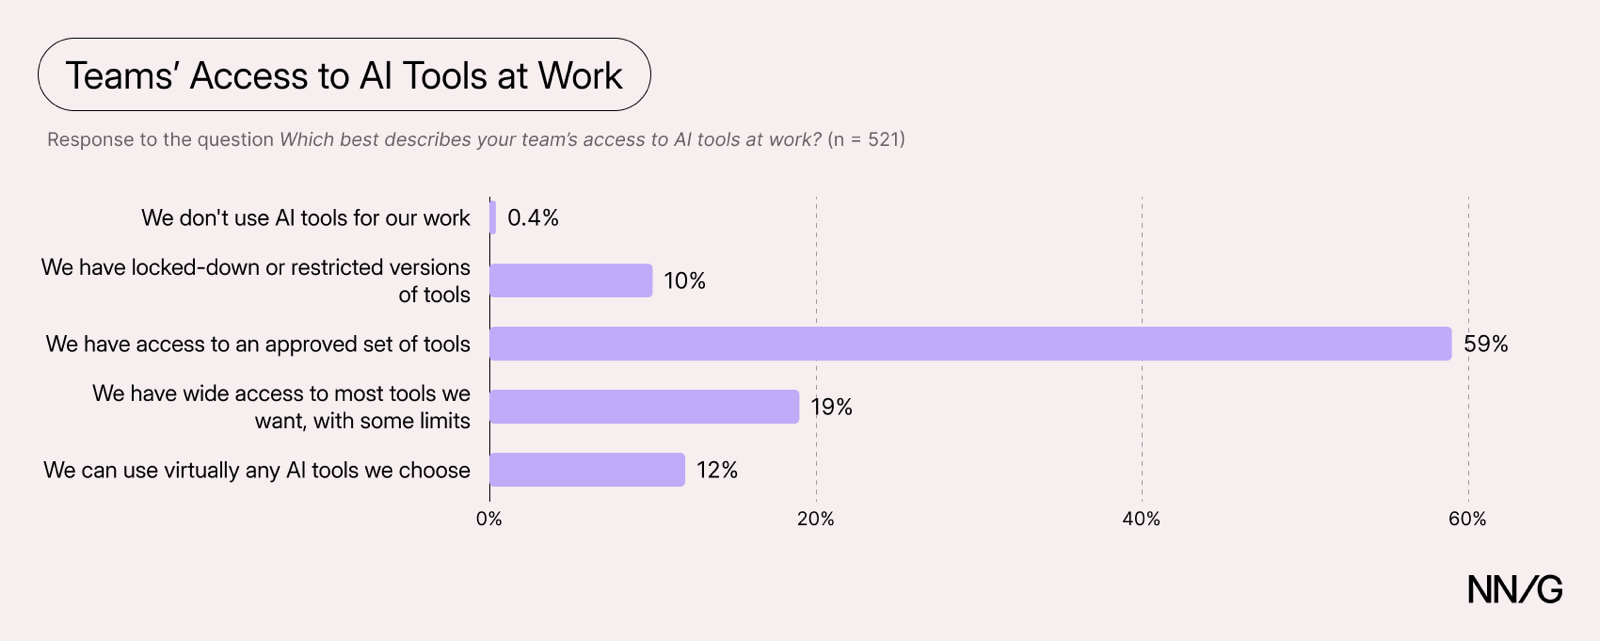 Teams’ Access to AI Tools at Work
Response to the question Which best describes your team’s access to AI tools at work? (n = 521)
We don't use AI tools for our work
0.4%
We have locked-down or restricted versions
of tools
10%
We have access to an approved set of tools
59%
We have wide access to most tools we
want, with some limits
19%
We can use virtually any AI tools we choose
12%
0%
20%
40%
60%
NN/G